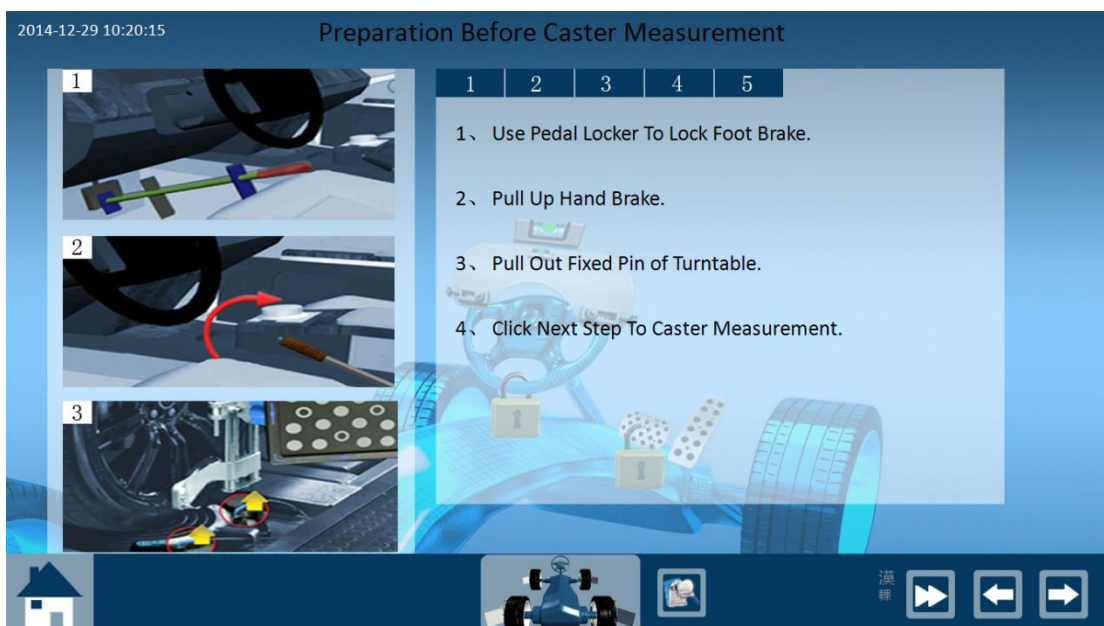 2014-12-29 10:20:15
Preparation Before Caster Measurement
1
2
3
1 2 3 4 5
1、 Use Pedal Locker To Lock Foot Brake.
2、 Pull Up Hand Brake.
3、 Pull Out Fixed Pin of Turntable.
4、 Click Next Step To Caster Measurement.
漠